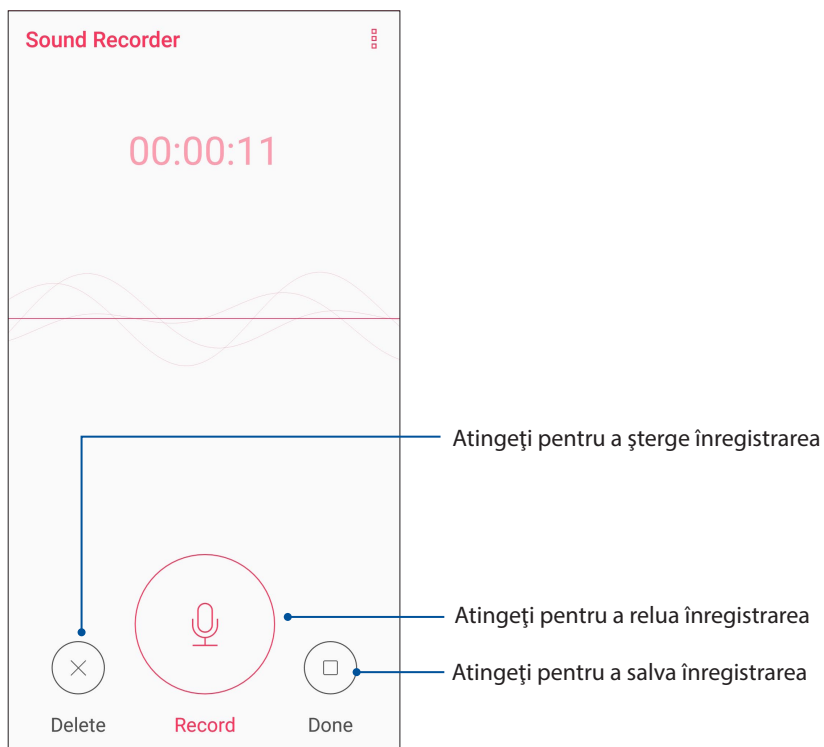 Sound Recorder
00:00:11
Atingeţi pentru a şterge înregistrarea
Atingeţi pentru a relua înregistrarea
Atingeţi pentru a salva înregistrarea
Delete
Record
Done